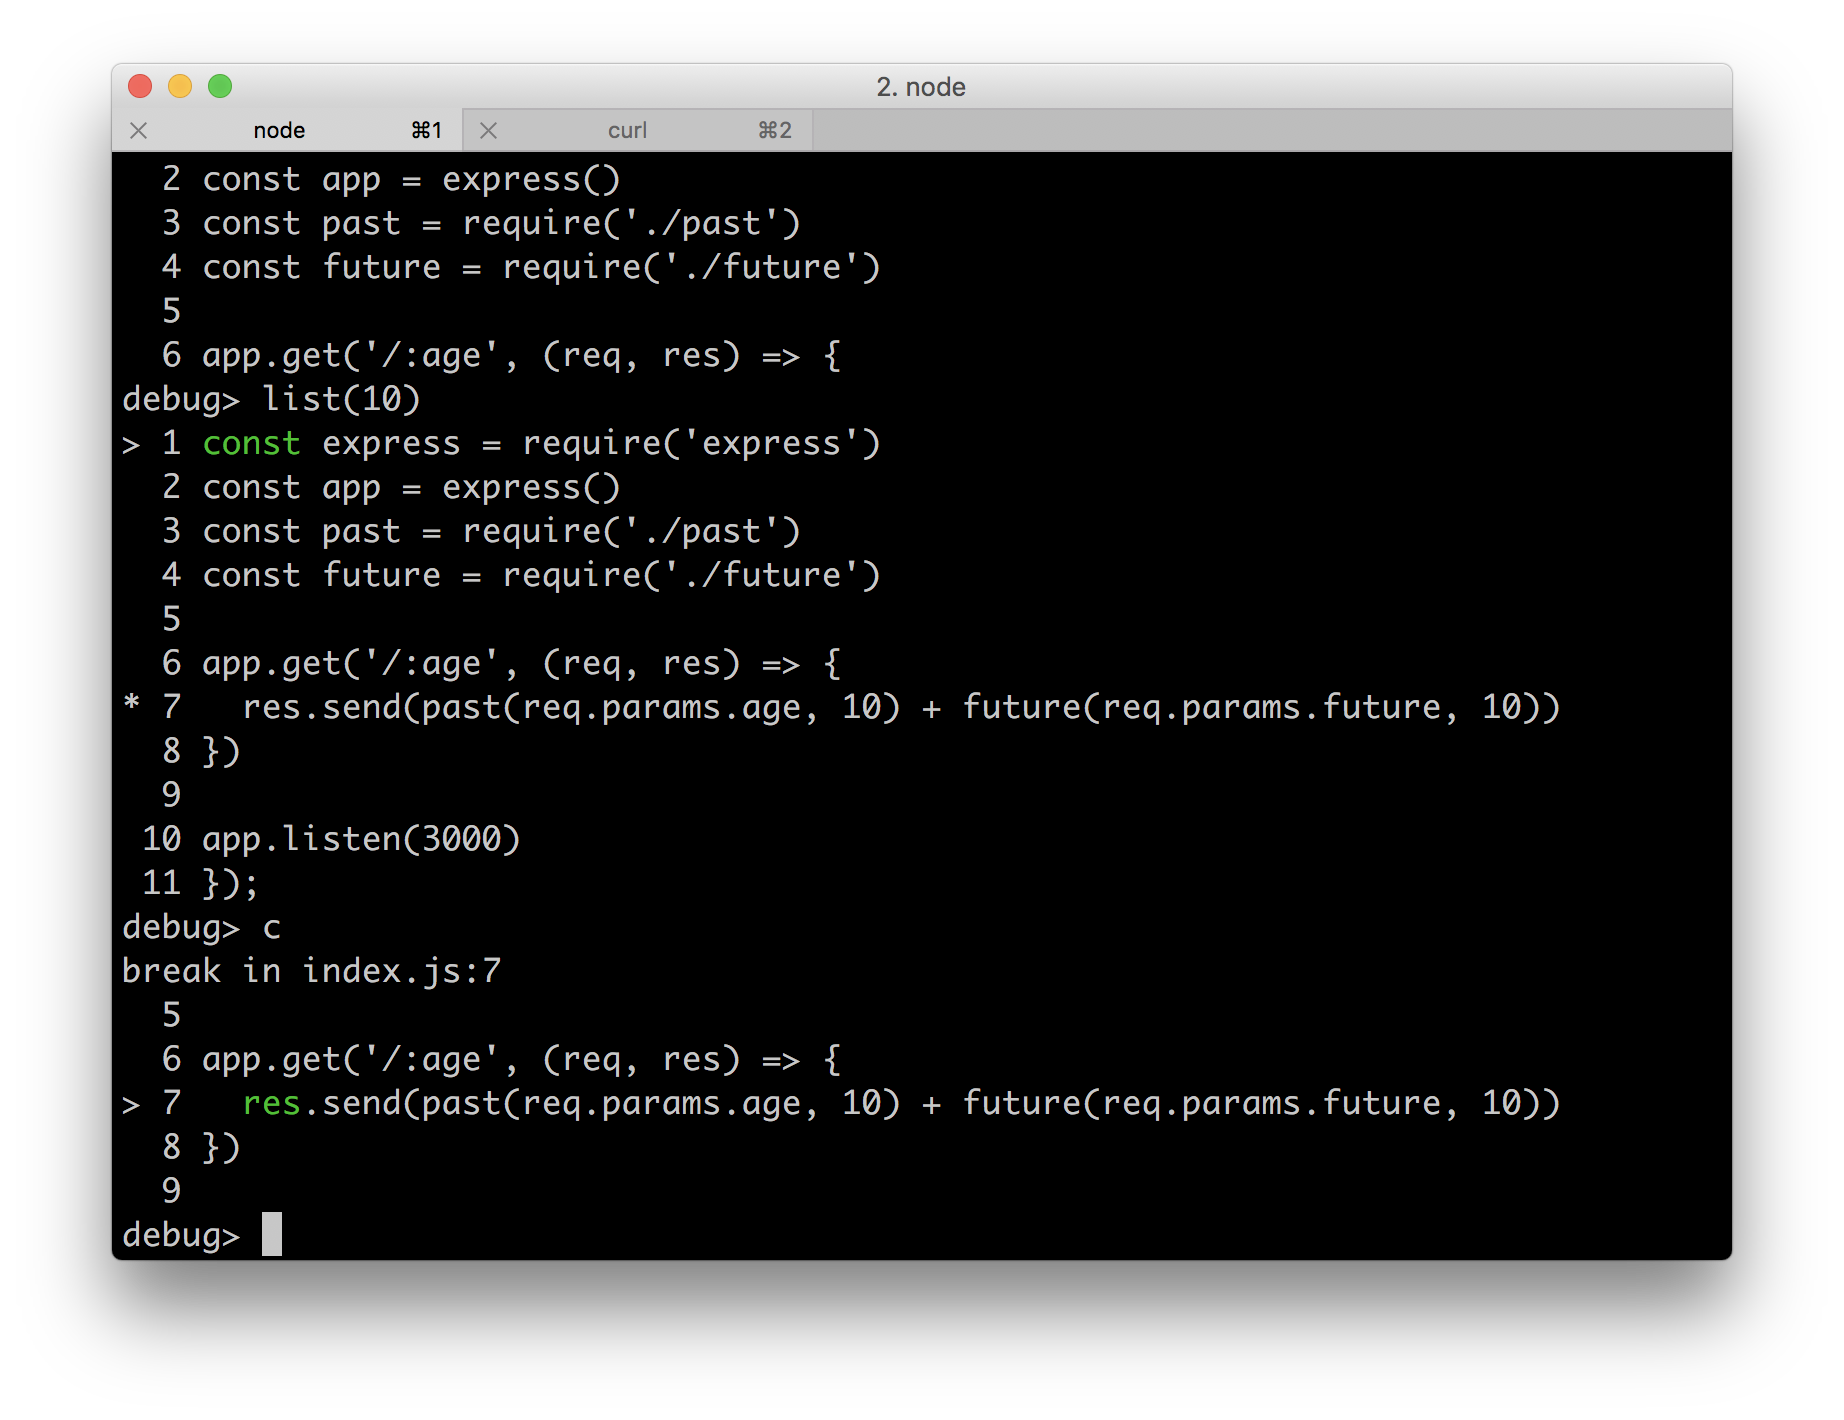 2. node
node ⌘1 curl ⌘2
2 const app = express()
3 const past = require('./past')
4 const future = require('./future')
5
6 app.get('/:age', (req, res) => {
debug> list(10)
> 1 const express = require('express')
2 const app = express()
3 const past = require('./past')
4 const future = require('./future')
5
6 app.get('/:age', (req, res) => {
* 7   res.send(past(req.params.age, 10) + future(req.params.future, 10))
8 })
9
10 app.listen(3000)
11 });
debug> c
break in index.js:7
5
6 app.get('/:age', (req, res) => {
> 7   res.send(past(req.params.age, 10) + future(req.params.future, 10))
8 })
9
debug>